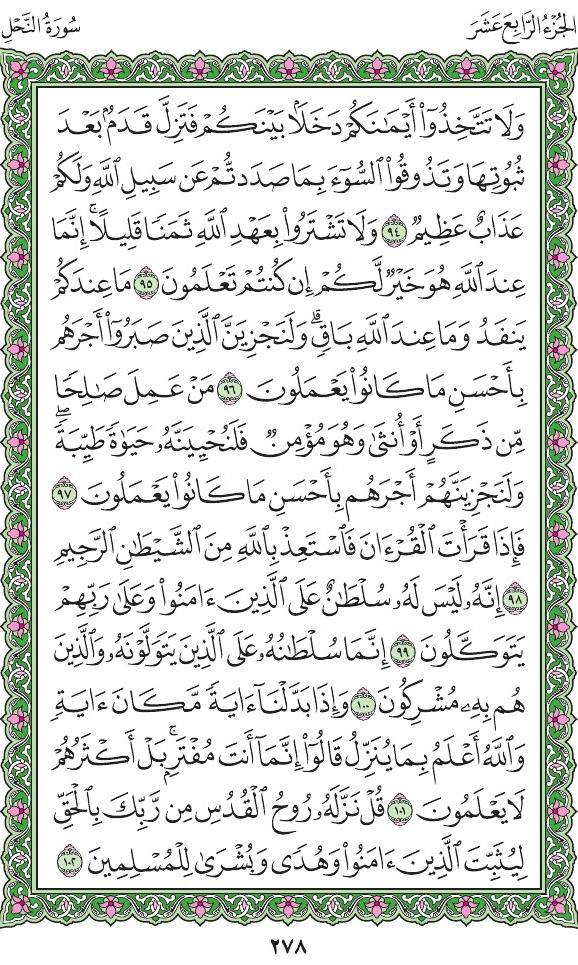 الجزء الرابع عشر
سورة النحل
وَلَا تَتَّخِذُوٓا۟ أَيْمَـٰنَكُمْ دَخَلًۢا بَيْنَكُمْ فَتَزِلَّ قَدَمٌۢ بَعْدَ
ثُبُوتِهَا وَتَذُوقُوا۟ ٱلسُّوٓءَ بِمَا صَدَدتُّمْ عَن سَبِيلِ ٱللَّهِ وَلَكُمْ
عَذَابٌ عَظِيمٌ ٩٤ وَلَا تَشْتَرُوا۟ بِعَهْدِ ٱللَّهِ ثَمَنًا قَلِيلًا ۚ إِنَّمَا
عِندَ ٱللَّهِ هُوَ خَيْرٌ لَّكُمْ إِن كُنتُمْ تَعْلَمُونَ ٩٥ مَا عِندَكُمْ
يَنفَدُ وَمَا عِندَ ٱللَّهِ بَاقٍ ۗ وَلَنَجْزِيَنَّ ٱلَّذِينَ صَبَرُوٓا۟ أَجْرَهُم
بِأَحْسَنِ مَا كَانُوا۟ يَعْمَلُونَ ٩٦ مَنْ عَمِلَ صَـٰلِحًا
مِّن ذَكَرٍ أَوْ أُنثَىٰ وَهُوَ مُؤْمِنٌ فَلَنُحْيِيَنَّهُۥ حَيَوٰةً طَيِّبَةً ۖ
وَلَنَجْزِيَنَّهُمْ أَجْرَهُم بِأَحْسَنِ مَا كَانُوا۟ يَعْمَلُونَ ٩٧
فَإِذَا قَرَأْتَ ٱلْقُرْءَانَ فَٱسْتَعِذْ بِٱللَّهِ مِنَ ٱلشَّيْطَـٰنِ ٱلرَّجِيمِ
٩٨ إِنَّهُۥ لَيْسَ لَهُۥ سُلْطَـٰنٌ عَلَى ٱلَّذِينَ ءَامَنُوا۟ وَعَلَىٰ رَبِّهِمْ
يَتَوَكَّلُونَ ٩٩ إِنَّمَا سُلْطَـٰنُهُۥ عَلَى ٱلَّذِينَ يَتَوَلَّوْنَهُۥ وَٱلَّذِينَ
هُم بِهِۦ مُشْرِكُونَ ١٠٠ وَإِذَا بَدَّلْنَآ ءَايَةً مَّكَانَ ءَايَةٍ
وَٱللَّهُ أَعْلَمُ بِمَا يُنَزِّلُ قَالُوٓا۟ إِنَّمَآ أَنتَ مُفْتَرٍۭ ۚ بَلْ أَكْثَرُهُمْ
لَا يَعْلَمُونَ ١٠١ قُلْ نَزَّلَهُۥ رُوحُ ٱلْقُدُسِ مِن رَّبِّكَ بِٱلْحَقِّ
لِيُثَبِّتَ ٱلَّذِينَ ءَامَنُوا۟ وَهُدًى وَبُشْرَىٰ لِلْمُسْلِمِينَ ١٠٢
٢٧٨